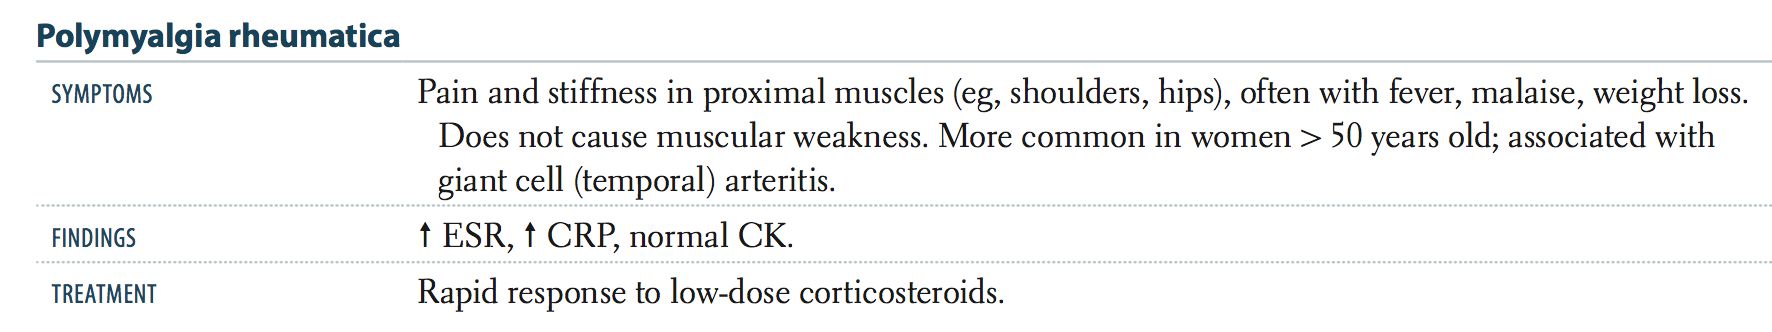 Polymyalgia rheumatica
SYMPTOMS Pain and stiffness in proximal muscles (eg, shoulders, hips), often with fever, malaise, weight loss.
Does not cause muscular weakness. More common in women > 50 years old; associated with
giant cell (temporal) arteritis.
FINDINGS ↑ ESR, ↑ CRP, normal CK.
TREATMENT Rapid response to low-dose corticosteroids.